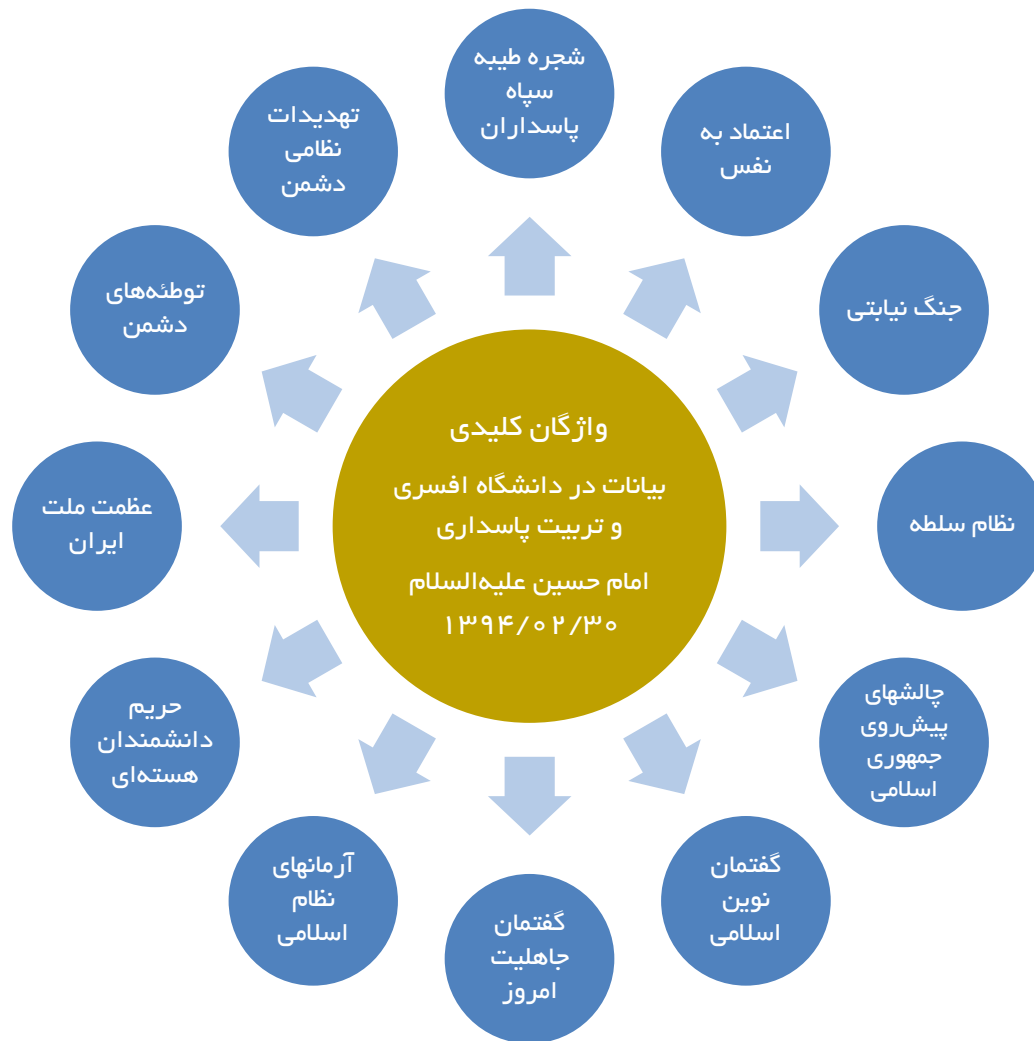 واژگان کلیدی
بیانات در دانشگاه افسری
و تربیت پاسداری
امام حسین علیه‌السلام
۱۳۹۴/۰۲/۳۰
شجره طیبه
سپاه
پاسداران
اعتماد به
نفس
جنگ نیابتی
نظام سلطه
چالشهای
پیش‌روی
جمهوری
اسلامی
گفتمان
نوین
اسلامی
گفتمان
جاهلیت
امروز
آرمانهای
نظام
اسلامی
حریم
دانشمندان
هسته‌ای
عظمت ملت
ایران
توطئه‌های
دشمن
تهدیدات
نظامی
دشمن